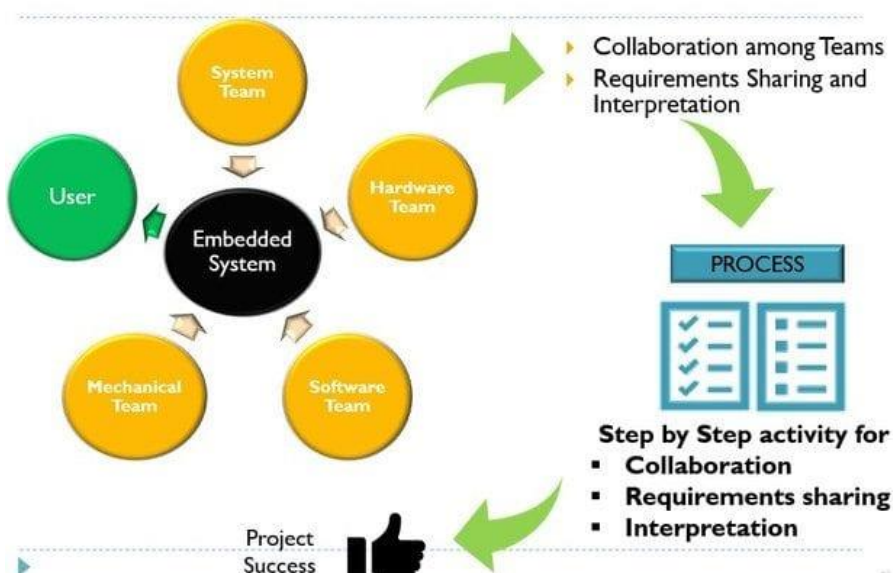 System
Team
User
Hardware
Team
Embedded
System
Mechanical
Team
Software
Team
Collaboration among Teams
Requirements Sharing and
Interpretation
PROCESS
Step by Step activity for
Collaboration
Requirements sharing
Interpretation
Project
Success